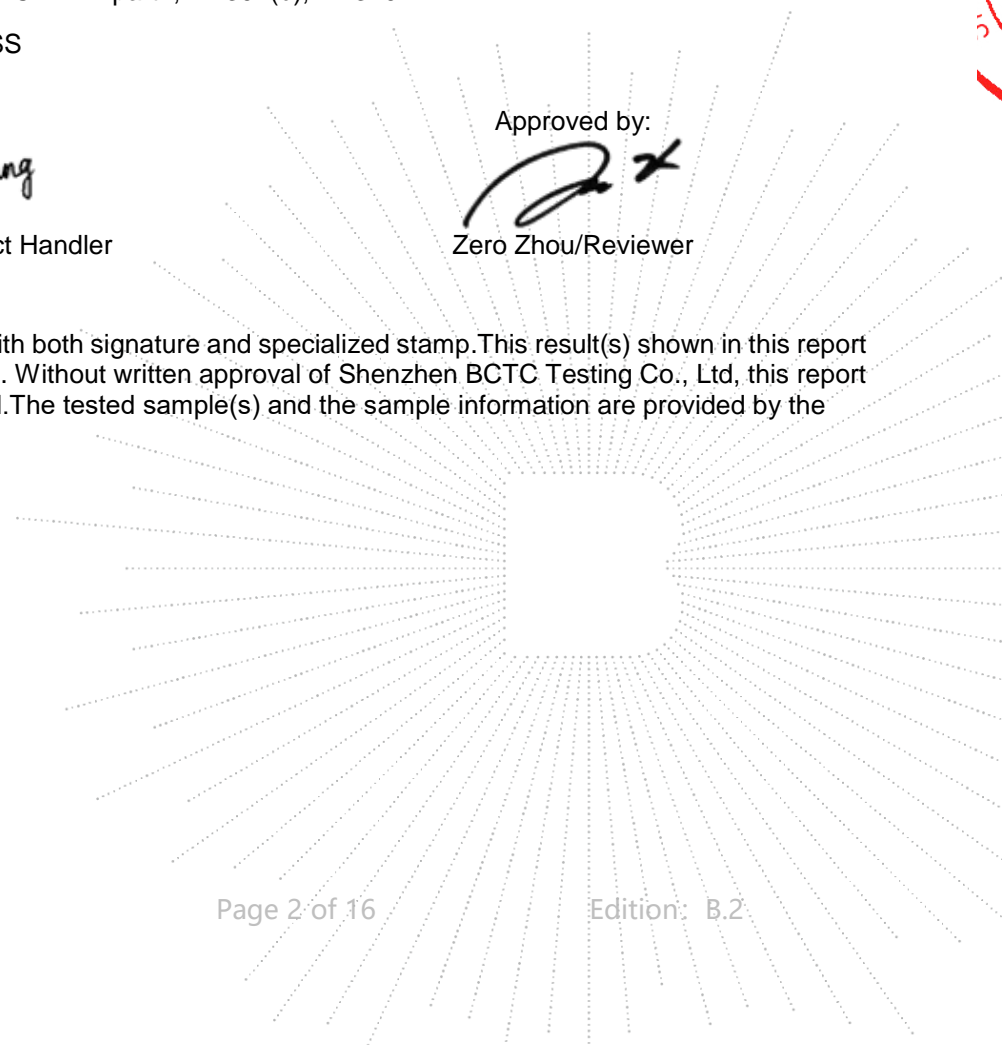 SS
Approved by:
ng
ct Handler
Zero Zhou/Reviewer
ith both signature and specialized stamp.This result(s) shown in this report
. Without written approval of Shenzhen BCTC Testing Co., Ltd, this report
.The tested sample(s) and the sample information are provided by the
Page 2 of 16
Edition: B.2